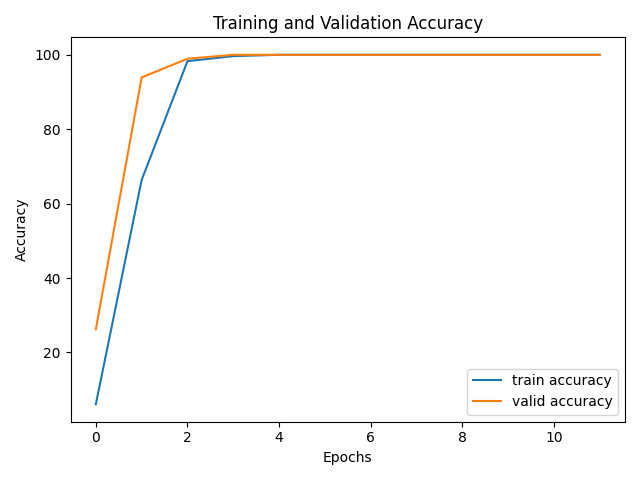 Training and Validation Accuracy
100
80
60
40
20
Accuracy
0 2 4 6 8 10
Epochs
train accuracy
valid accuracy